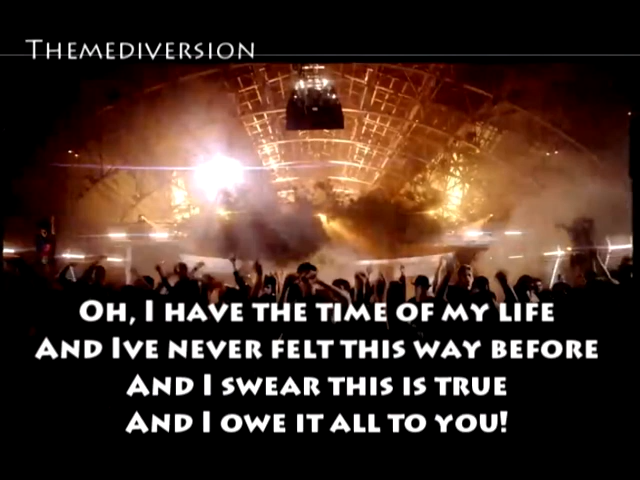 THEMEDIVERSION
OH, I HAVE THE TIME OF MY LIFE
AND IVE NEVER FELT THIS WAY BEFORE
AND I SWEAR THIS IS TRUE
AND I OWE IT ALL TO YOU!